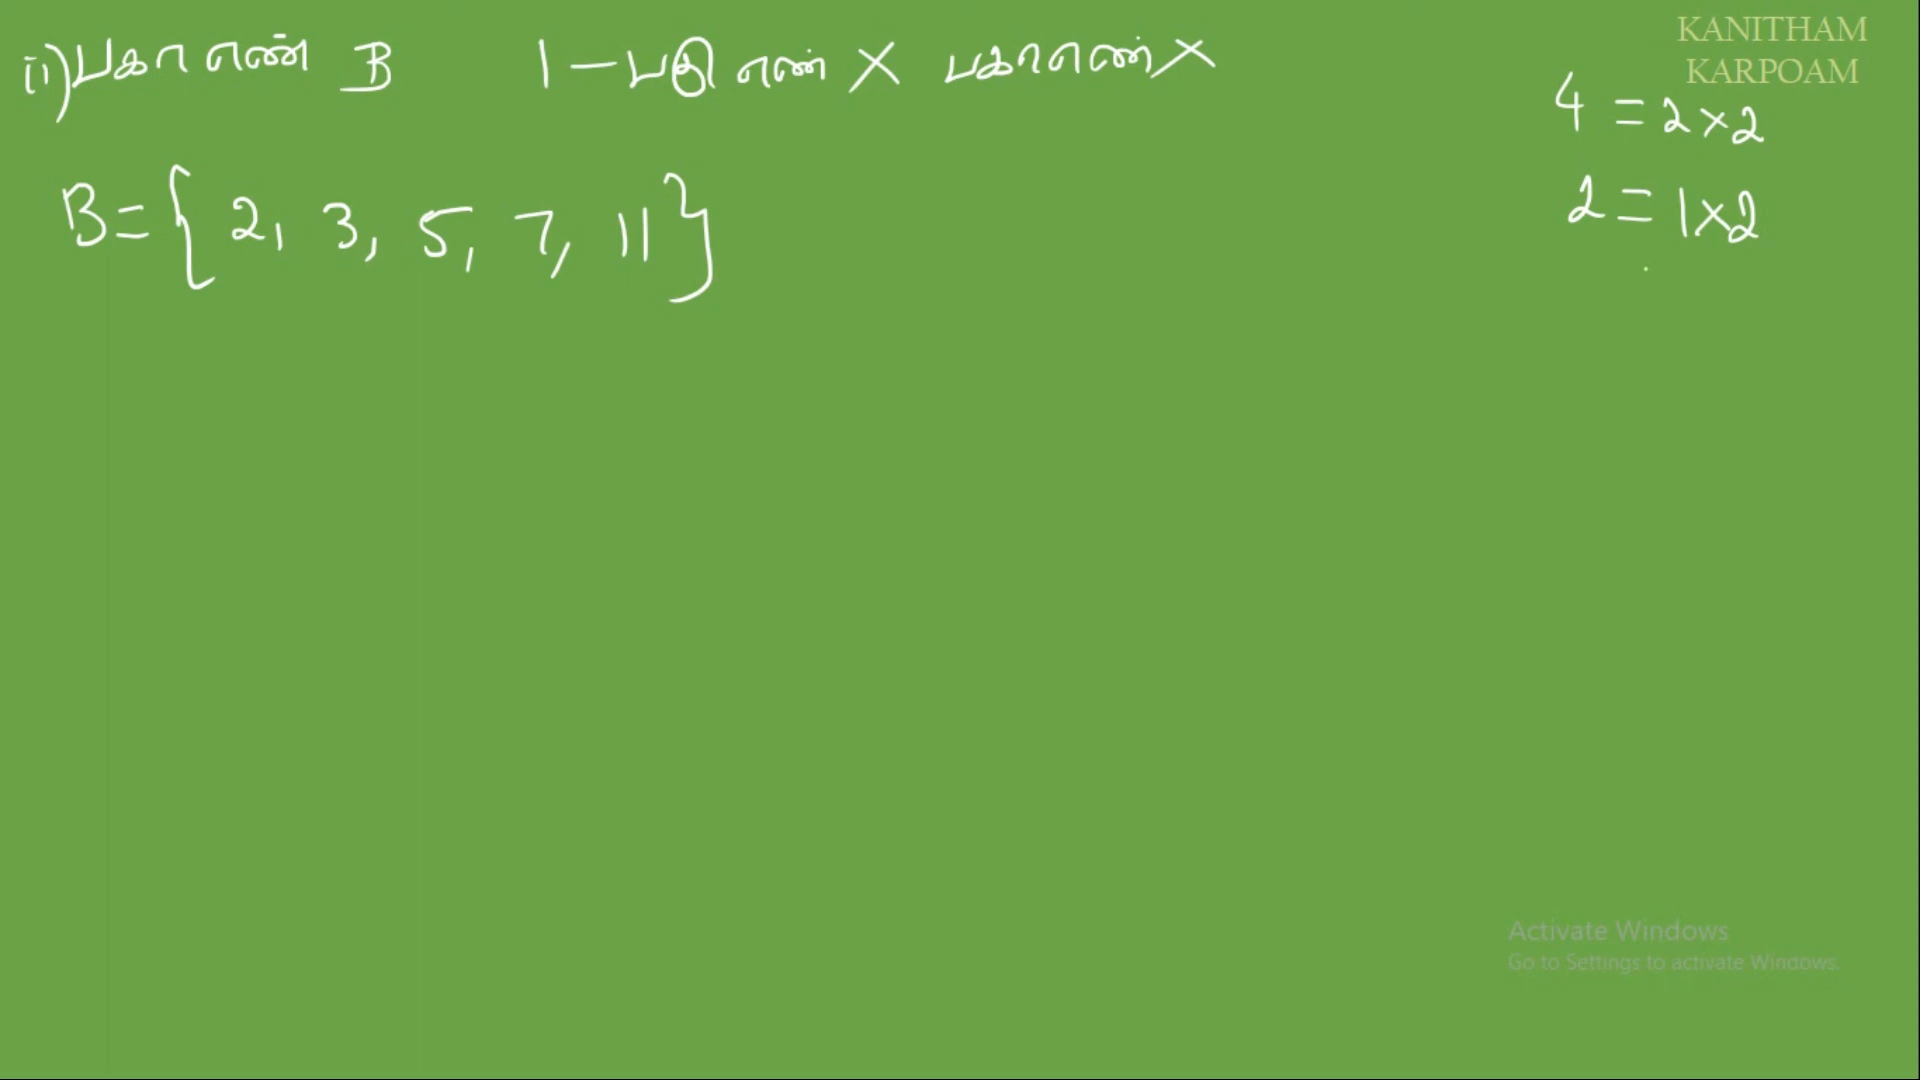 ii) பகா எண் B 1 - பகு எண் X பகாஎண் X
KANITHAM
KARPOAM
4 = 2 × 2
B = { 2, 3, 5, 7, 11 }
2 = 1 × 2
Activate Windows
Go to Settings to activate Windows.